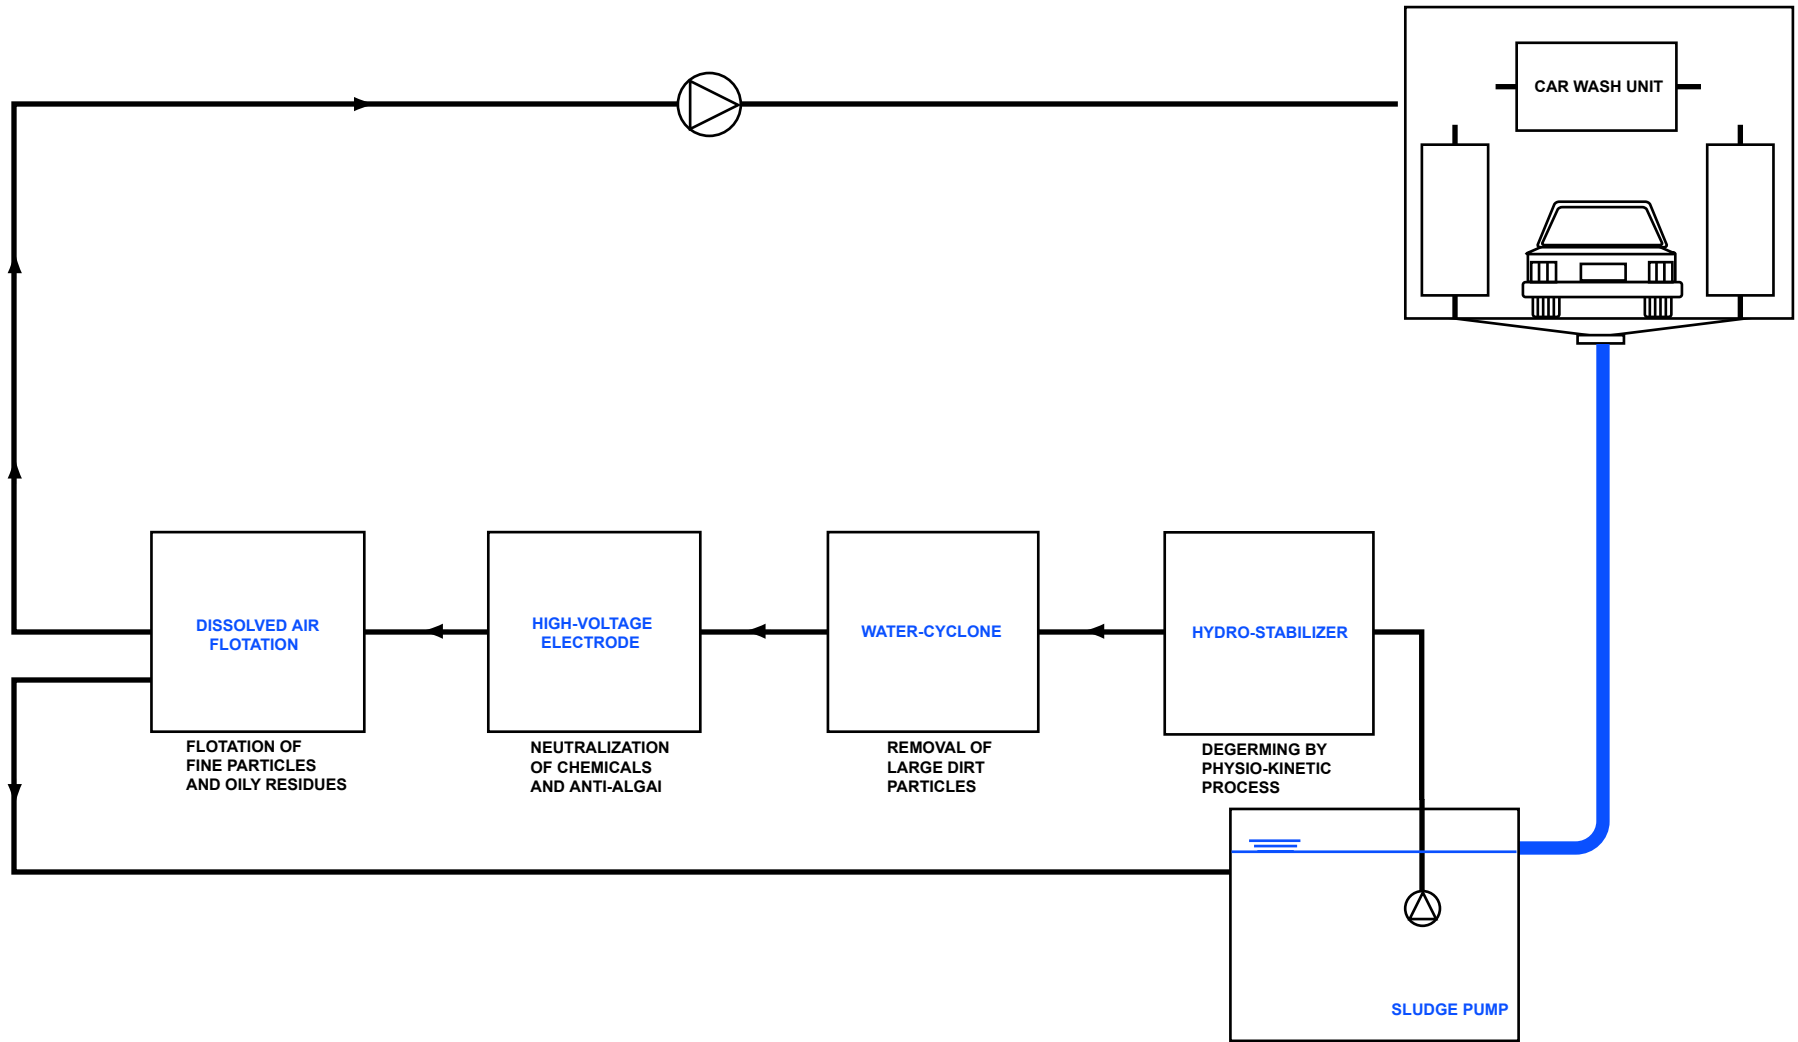 CAR WASH UNIT
DISSOLVED AIR
FLOTATION
HIGH-VOLTAGE
ELECTRODE
WATER-CYCLONE
HYDRO-STABILIZER
FLOTATION OF
FINE PARTICLES
AND OILY RESIDUES
NEUTRALIZATION
OF CHEMICALS
AND ANTI-ALGAI
REMOVAL OF
LARGE DIRT
PARTICLES
DEGERMING BY
PHYSIO-KINETIC
PROCESS
SLUDGE PUMP